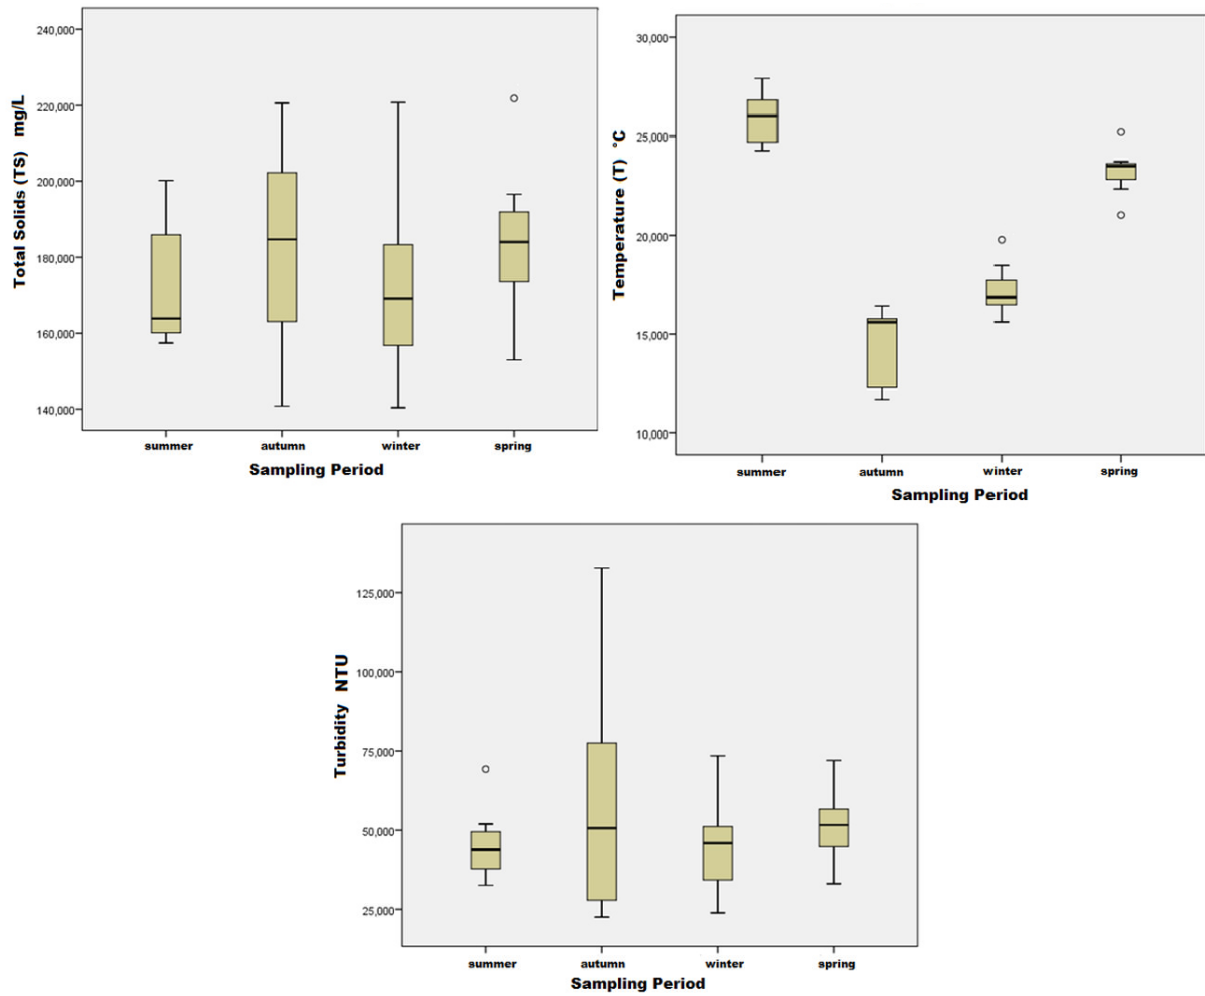 Total Solids (TS) mg/L
240,000
220,000
200,000
180,000
160,000
140,000
summer autumn winter spring
Sampling Period
Temperature (T) °C
30,000
25,000
20,000
15,000
10,000
summer autumn winter spring
Sampling Period
Turbidity NTU
125,000
100,000
75,000
50,000
25,000
summer autumn winter spring
Sampling Period